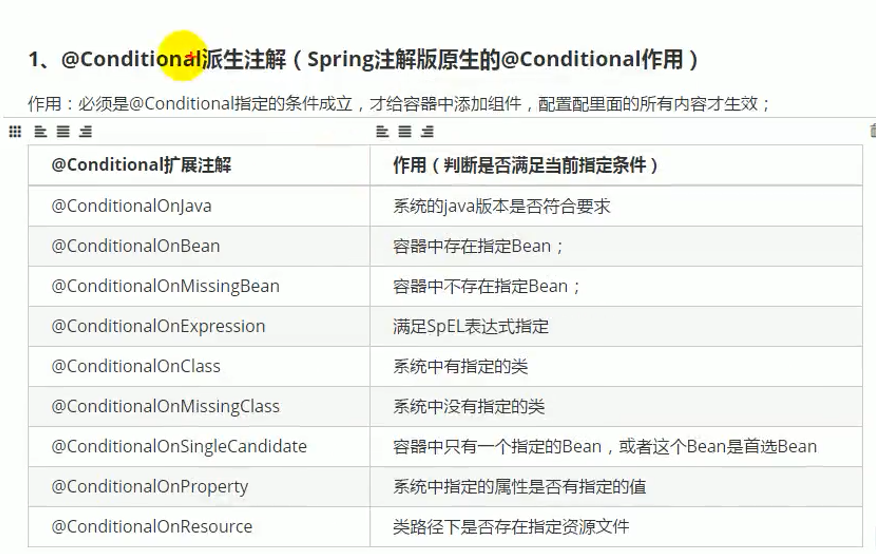 1、@Conditional派生注解（Spring注解版原生的@Conditional作用）
作用：必须是@Conditional指定的条件成立，才给容器中添加组件，配置配里面的所有内容才生效；
@Conditional扩展注解 作用（判断是否满足当前指定条件）
@ConditionalOnJava 系统的java版本是否符合要求
@ConditionalOnBean 容器中存在指定Bean；
@ConditionalOnMissingBean 容器中不存在指定Bean；
@ConditionalOnExpression 满足SpEL表达式指定
@ConditionalOnClass 系统中有指定的类
@ConditionalOnMissingClass 系统中没有指定的类
@ConditionalOnSingleCandidate 容器中只有一个指定的Bean，或者这个Bean是首选Bean
@ConditionalOnProperty 系统中指定的属性是否有指定的值
@ConditionalOnResource 类路径下是否存在指定资源文件